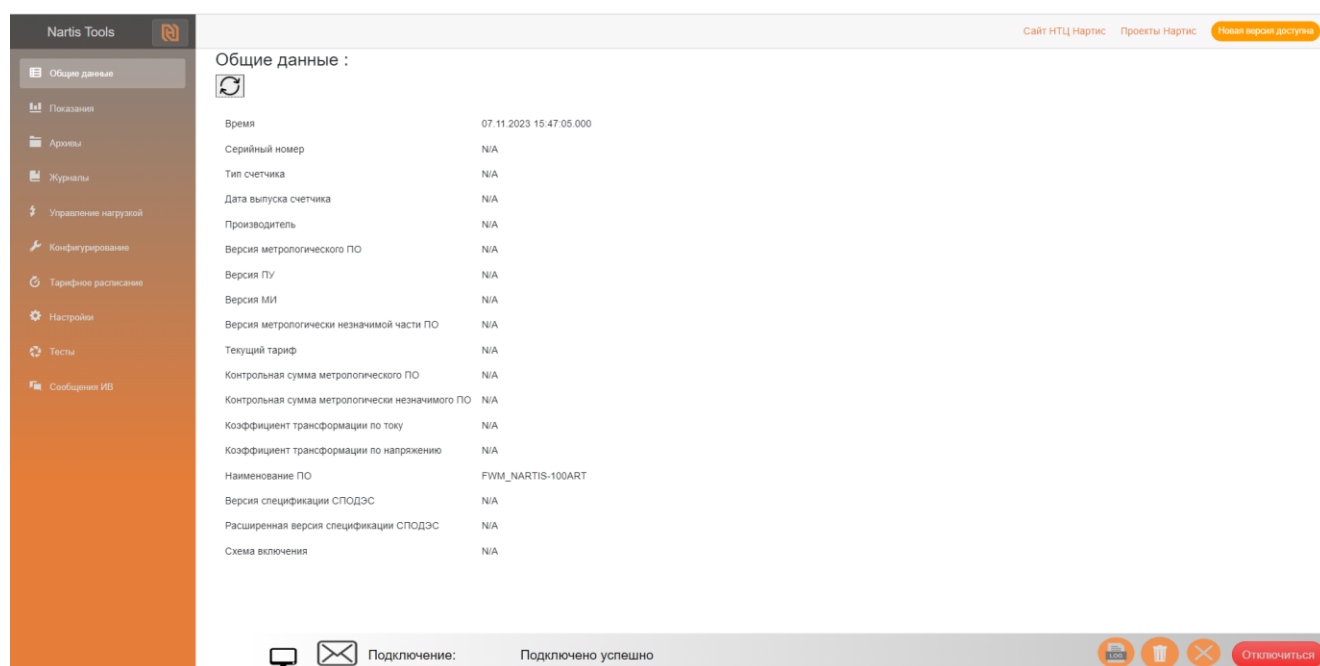 Nartis Tools
Сайт НТЦ Нартис Проекты Нартис Новая версия доступна
Общие данные
Показания
Архивы
Журналы
Управление нагрузкой
Конфигурирование
Тарифное расписание
Настройки
Тесты
Сообщения ИВ
Общие данные :
Время 07.11.2023 15:47:05.000
Серийный номер N/A
Тип счетчика N/A
Дата выпуска счетчика N/A
Производитель N/A
Версия метрологического ПО N/A
Версия ПУ N/A
Версия МИ N/A
Версия метрологически незначимой части ПО N/A
Текущий тариф N/A
Контрольная сумма метрологического ПО N/A
Контрольная сумма метрологически незначимого ПО N/A
Коэффициент трансформации по току N/A
Коэффициент трансформации по напряжению N/A
Наименование ПО FWM_NARTIS-100ART
Версия спецификации СПОДЭС N/A
Расширенная версия спецификации СПОДЭС N/A
Схема включения N/A
Подключение: Подключено успешно LOG Отключиться